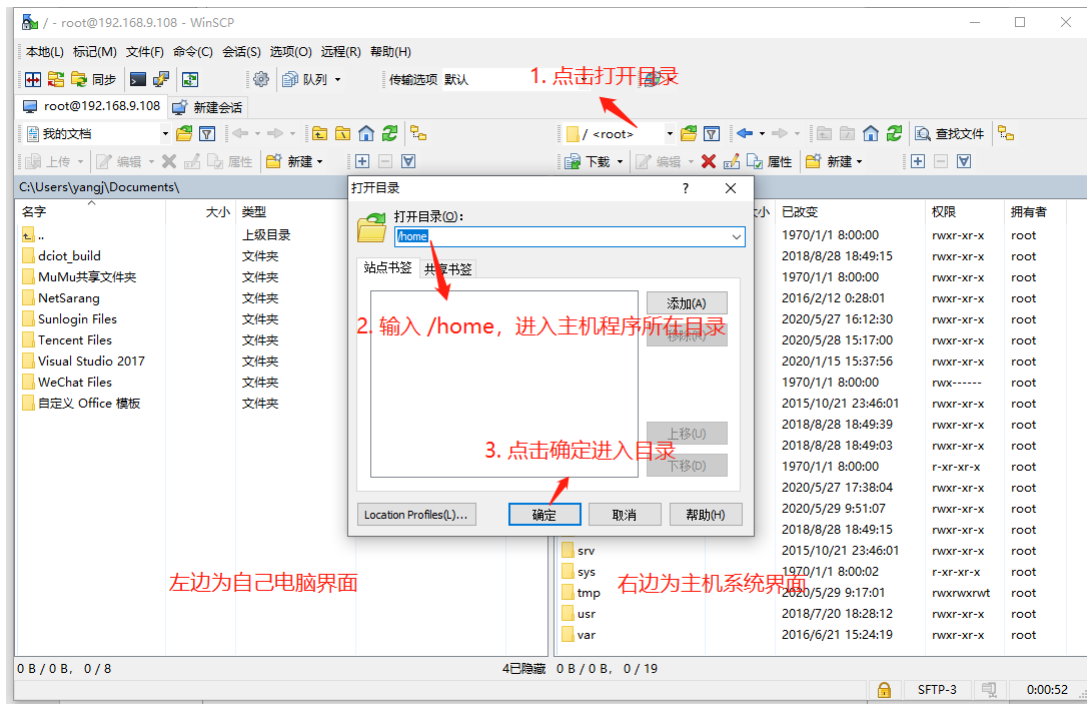 / - root@192.168.9.108 - WinSCP
本地(L) 标记(M) 文件(F) 命令(C) 会话(S) 选项(O) 远程(R) 帮助(H)
同步 队列 传输选项 默认
1. 点击打开目录
root@192.168.9.108 新建会话
我的文档 / <root> 查找文件
上传 编辑 属性 新建 下载 编辑 属性 新建
C:\Users\yangj\Documents\
名字 大小 类型
.. 上级目录
dciot_build 文件夹
MuMu共享文件夹 文件夹
NetSarang 文件夹
Sunlogin Files 文件夹
Tencent Files 文件夹
Visual Studio 2017 文件夹
WeChat Files 文件夹
自定义 Office 模板 文件夹
打开目录 ?
打开目录(O):
/home
站点书签 共享书签
添加(A)
2. 输入 /home，进入主机程序所在目录
移除(R)
上移(U)
3. 点击确定进入目录
下移(D)
Location Profiles(L)... 确定 取消 帮助(H)
大小 已改变 权限 拥有者
1970/1/1 8:00:00 rwxr-xr-x root
2018/8/28 18:49:15 rwxr-xr-x root
1970/1/1 8:00:00 rwxr-xr-x root
2016/2/12 0:28:01 rwxr-xr-x root
2020/5/27 16:12:30 rwxr-xr-x root
2020/5/28 15:17:00 rwxr-xr-x root
2020/1/15 15:37:56 rwxr-xr-x root
1970/1/1 8:00:00 rwx------ root
2015/10/21 23:46:01 rwxr-xr-x root
2018/8/28 18:49:39 rwxr-xr-x root
2018/8/28 18:49:03 rwxr-xr-x root
1970/1/1 8:00:00 r-xr-xr-x root
2020/5/27 17:38:04 rwxr-xr-x root
2020/5/29 9:51:07 rwxr-xr-x root
2018/8/28 18:49:15 rwxr-xr-x root
srv 2015/10/21 23:46:01 rwxr-xr-x root
sys 1970/1/1 8:00:02 r-xr-xr-x root
tmp 2020/5/29 9:17:01 rwxrwxrwt root
usr 2018/7/20 18:28:12 rwxr-xr-x root
var 2016/6/21 15:24:19 rwxr-xr-x root
左边为自己电脑界面
右边为主机系统界面
0 B / 0 B, 0 / 8 4已隐藏 0 B / 0 B, 0 / 19
SFTP-3 0:00:52